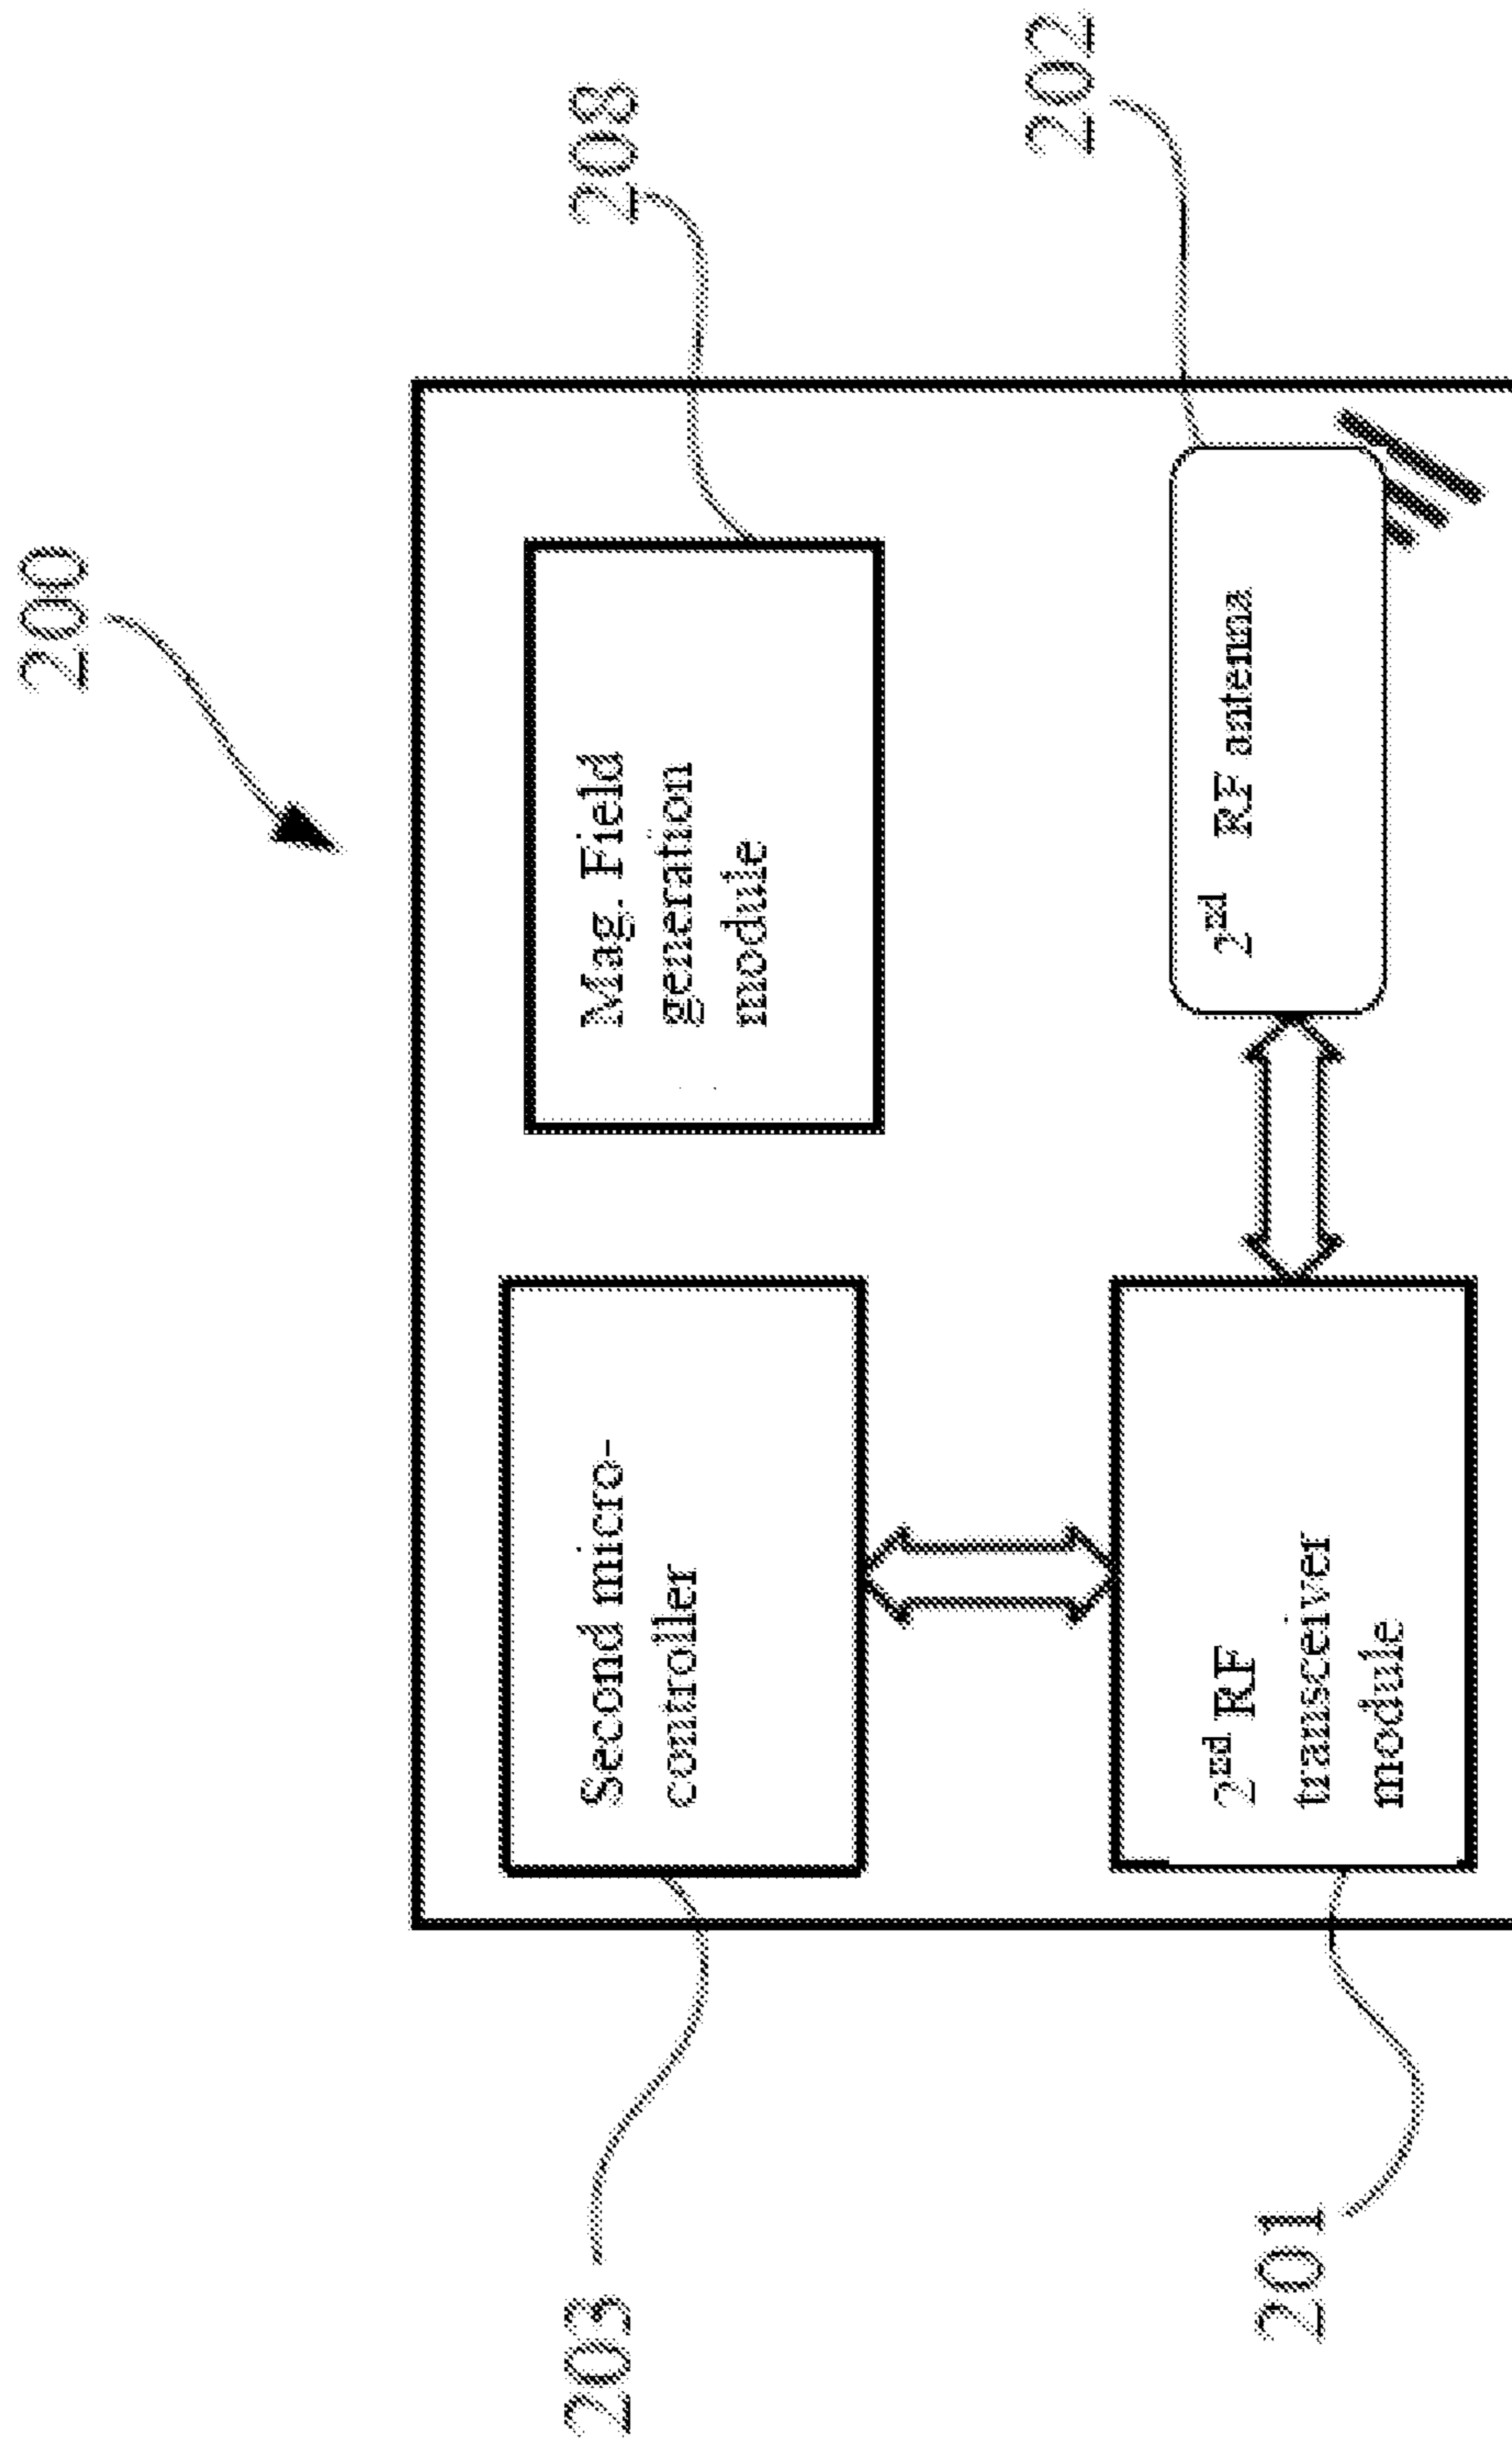 200
203
Second micro-
controller
Mag. Field
generation
module
208
201
2nd RF
transceiver
module
2nd RF antenna
202